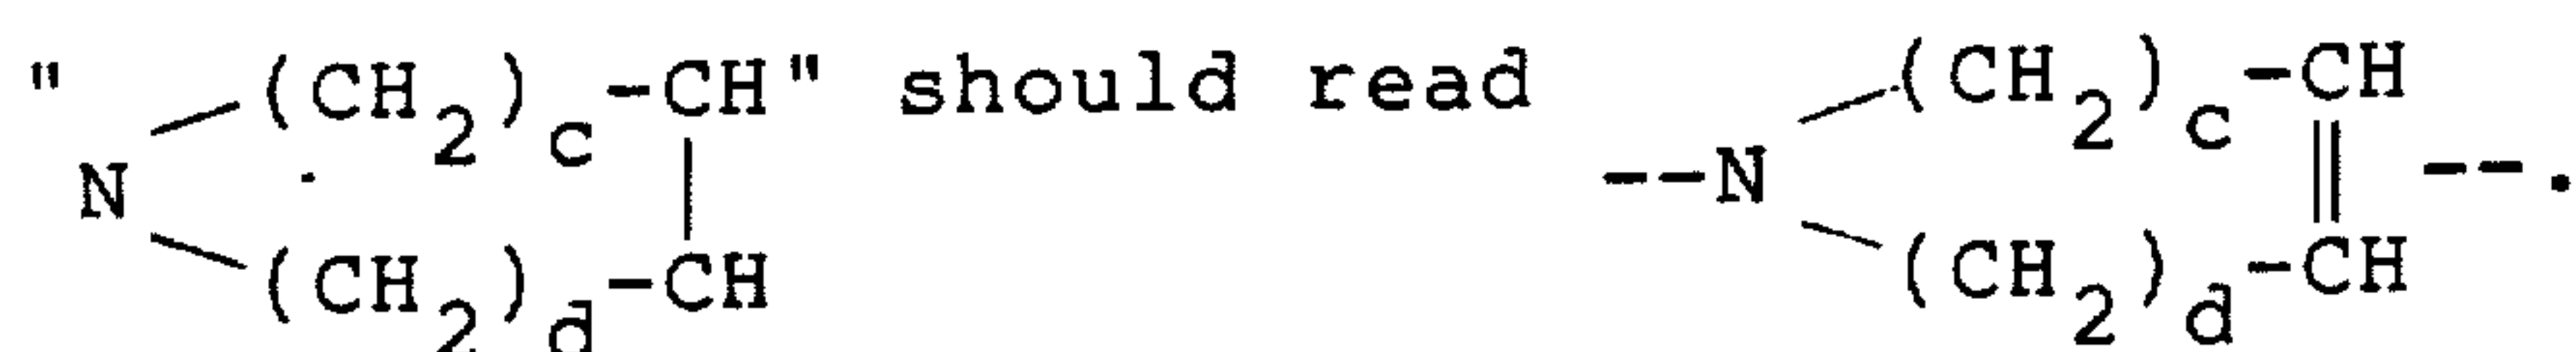 " (CH2)c-CH" should read (CH2)c-CH
N --N --.
(CH2)d-CH (CH2)d-CH